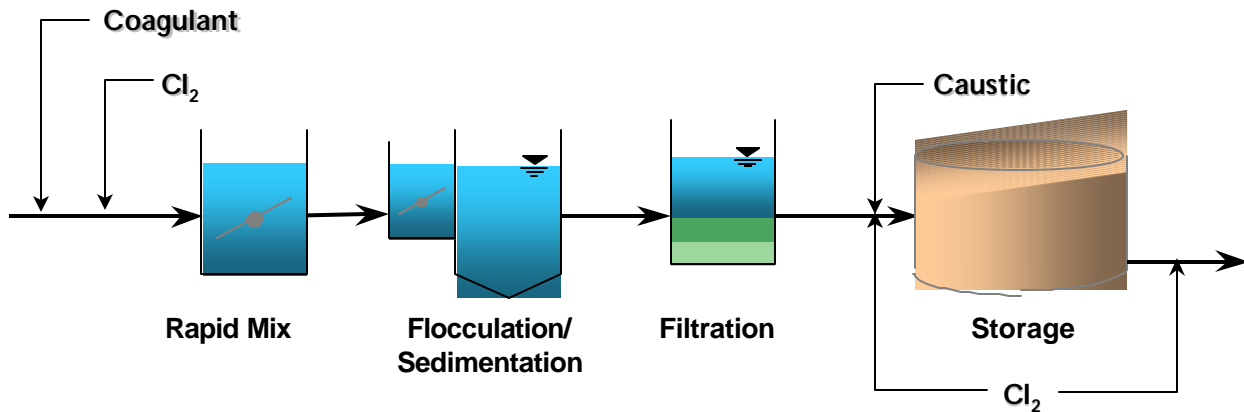 Coagulant
Cl2
Caustic
Rapid Mix
Flocculation/
Sedimentation
Filtration
Storage
Cl2